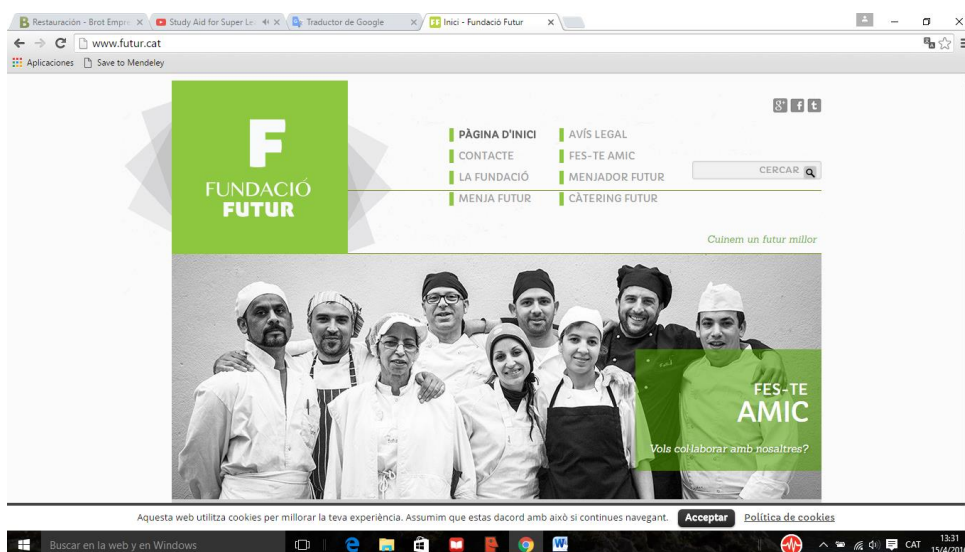 Restauración - Brot Empre
Study Aid for Super Le
Traductor de Google
Inici - Fundació Futur
www.futur.cat
Aplicaciones
Save to Mendeley
F
FUNDACIÓ
FUTUR
PÀGINA D'INICI
AVÍS LEGAL
CONTACTE
FES-TE AMIC
LA FUNDACIÓ
MENJADOR FUTUR
MENJA FUTUR
CÀTERING FUTUR
CERCAR
Cuinem un futur millor
FES-TE
AMIC
Vols col·laborar amb nosaltres?
Aquesta web utilitza cookies per millorar la teva experiència. Assumim que estas dacord amb això si continues navegant. Acceptar Política de cookies
Buscar en la web y en Windows
CAT
13:31
15/4/20